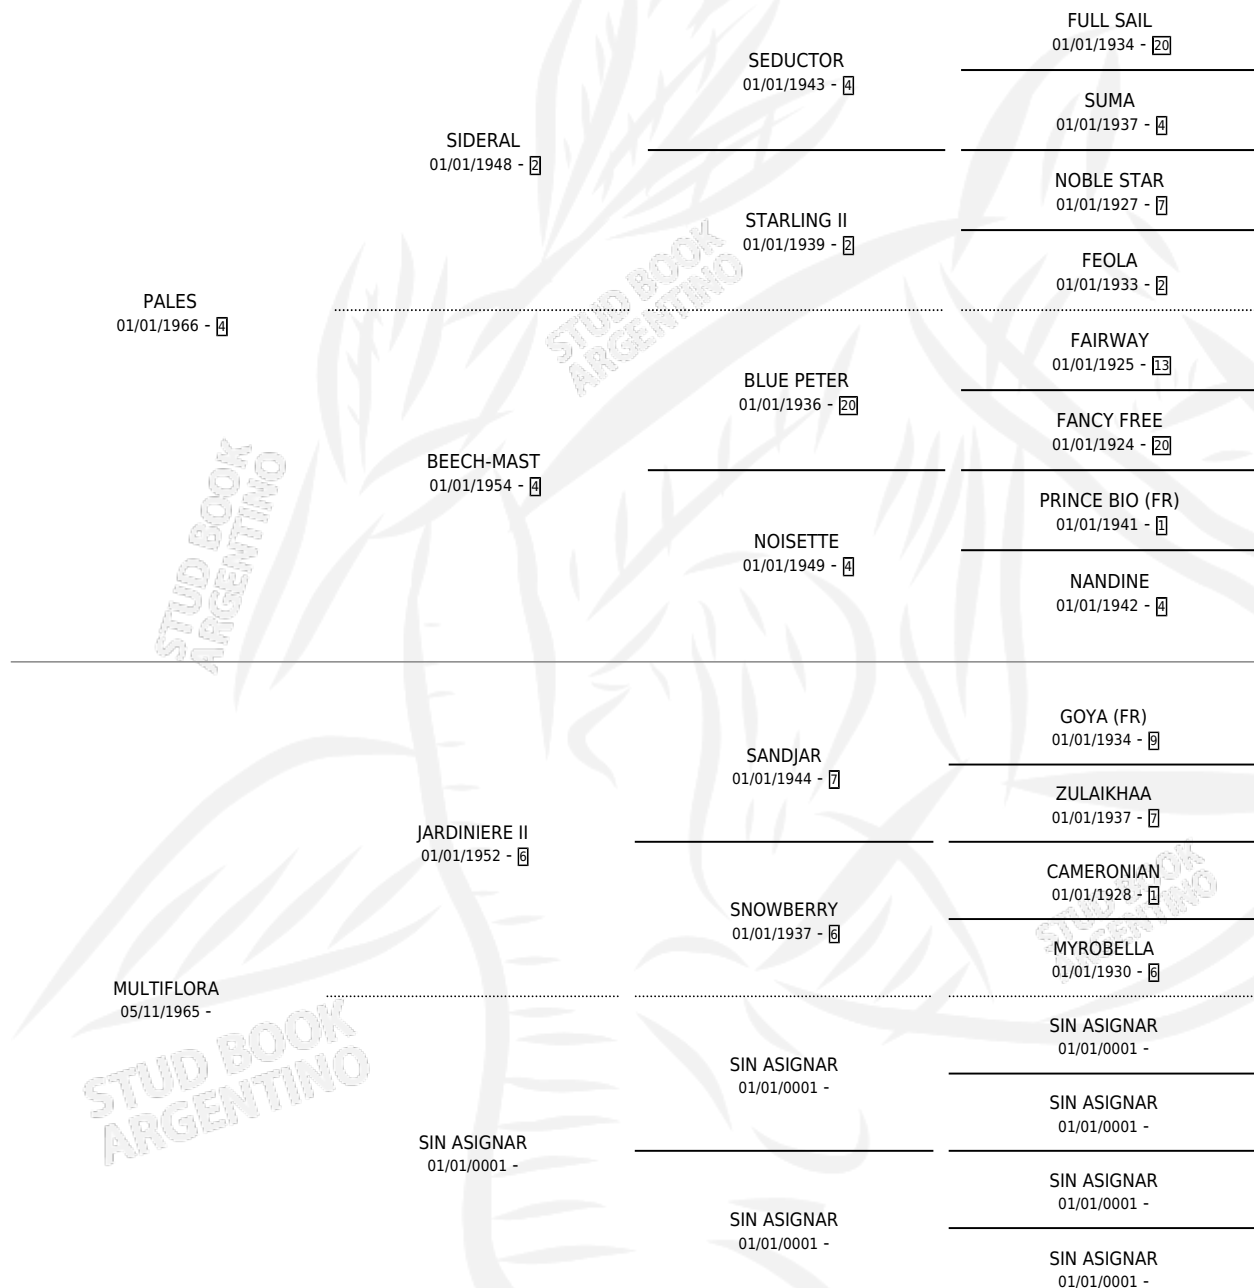 PALES
01/01/1966 - 4
SIDERAL
01/01/1948 - 2
BEECH-MAST
01/01/1954 - 4
SEDUCTOR
01/01/1943 - 4
STARLING II
01/01/1939 - 2
BLUE PETER
01/01/1936 - 20
NOISETTE
01/01/1949 - 4
FULL SAIL
01/01/1934 - 20
SUMA
01/01/1937 - 4
NOBLE STAR
01/01/1927 - 7
FEOLA
01/01/1933 - 2
FAIRWAY
01/01/1925 - 13
FANCY FREE
01/01/1924 - 20
PRINCE BIO (FR)
01/01/1941 - 1
NANDINE
01/01/1942 - 4
MULTIFLORA
05/11/1965 -
JARDINIERE II
01/01/1952 - 6
SIN ASIGNAR
01/01/0001 -
SANDJAR
01/01/1944 - 7
SNOWBERRY
01/01/1937 - 6
SIN ASIGNAR
01/01/0001 -
SIN ASIGNAR
01/01/0001 -
GOYA (FR)
01/01/1934 - 9
ZULAIKHAA
01/01/1937 - 7
CAMERONIAN
01/01/1928 - 1
MYROBELLA
01/01/1930 - 6
SIN ASIGNAR
01/01/0001 -
SIN ASIGNAR
01/01/0001 -
SIN ASIGNAR
01/01/0001 -
SIN ASIGNAR
01/01/0001 -
STUD BOOK
ARGENTINO
STUD BOOK
ARGENTINO
STUD BOOK
ARGENTINO
STUD BOOK
ARGENTINO